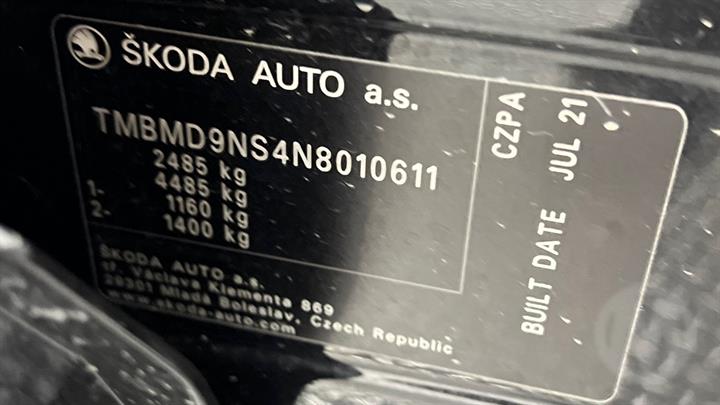 ŠKODA AUTO a.s.
TMBMD9NS4N8010611
2485 kg
4485 kg
1- 1160 kg
2- 1400 kg
ŠKODA AUTO a.s.
tř. Václava Klementa 869
29301 Mladá Boleslav, Czech Republic
www.skoda-auto.com
CZPA
BUILT DATE JUL 21